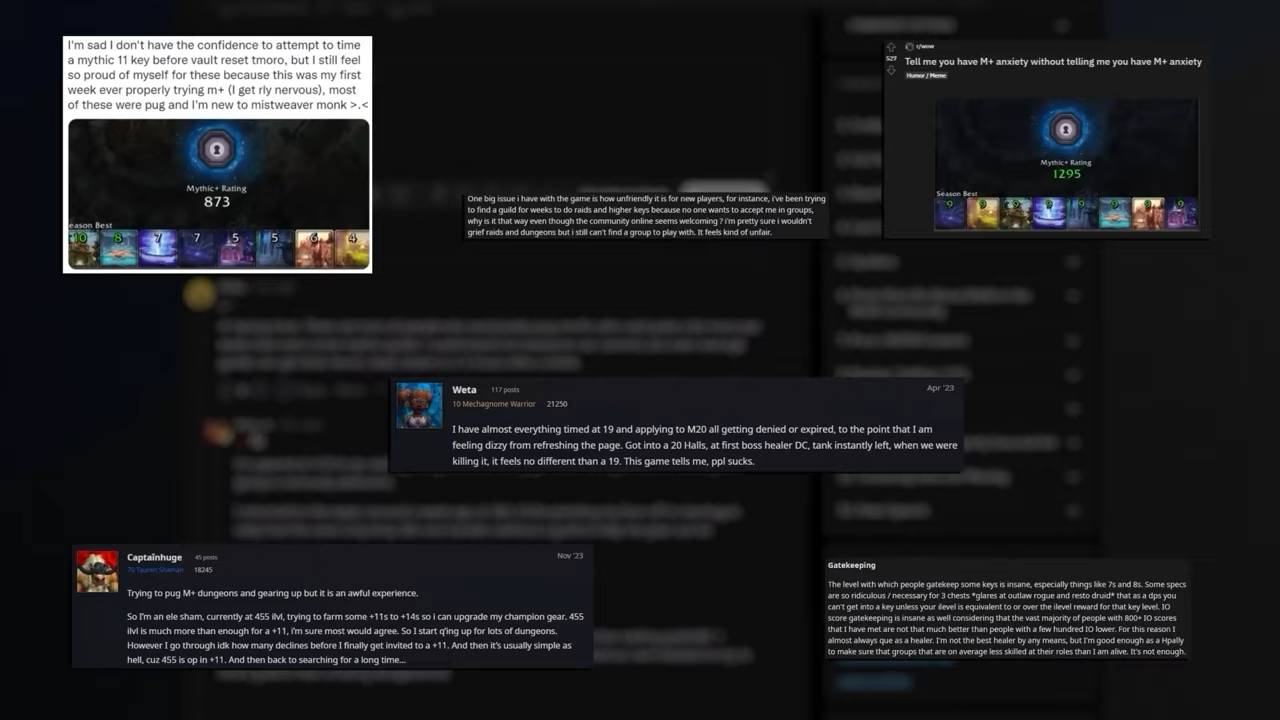 I'm sad I don't have the confidence to attempt to time
a mythic 11 key before vault reset tmoro, but I still feel
so proud of myself for these because this was my first
week ever properly trying m+ (I get rly nervous), most
of these were pug and I'm new to mistweaver monk >.<
Mythic+ Rating
873
eason Best
10 8 7 7 5 5 6 4
r/wow
527
Tell me you have M+ anxiety without telling me you have M+ anxiety
Humor / Meme
Mythic+ Rating
1295
Season Best
9 9 9 9 9 9 9 9
One big issue i have with the game is how unfriendly it is for new players, for instance, i've been trying
to find a guild for weeks to do raids and higher keys because no one wants to accept me in groups,
why is it that way even though the community online seems welcoming ? i'm pretty sure i wouldn't
grief raids and dungeons but i still can't find a group to play with. It feels kind of unfair.
Weta 117 posts Apr '23
10 Mechagnome Warrior 21250
I have almost everything timed at 19 and applying to M20 all getting denied or expired, to the point that I am
feeling dizzy from refreshing the page. Got into a 20 Halls, at first boss healer DC, tank instantly left, when we were
killing it, it feels no different than a 19. This game tells me, ppl sucks.
Captaînhuge 45 posts Nov '23
70 Tauren Shaman 18245
Trying to pug M+ dungeons and gearing up but it is an awful experience.
So I'm an ele sham, currently at 455 ilvl, trying to farm some +11s to +14s so i can upgrade my champion gear. 455
ilvl is much more than enough for a +11, i'm sure most would agree. So I start q'ing up for lots of dungeons.
However I go through idk how many declines before I finally get invited to a +11. And then it's usually simple as
hell, cuz 455 is op in +11. And then back to searching for a long time...
Gatekeeping
The level with which people gatekeep some keys is insane, especially things like 7s and 8s. Some specs
are so ridiculous / necessary for 3 chests *glares at outlaw rogue and resto druid* that as a dps you
can't get into a key unless your ilevel is equivalent to or over the ilevel reward for that key level. IO
score gatekeeping is insane as well considering that the vast majority of people with 800+ IO scores
that I have met are not that much better than people with a few hundred IO lower. For this reason I
almost always que as a healer. I'm not the best healer by any means, but I'm good enough as a Hpally
to make sure that groups that are on average less skilled at their roles than I am alive. It's not enough.